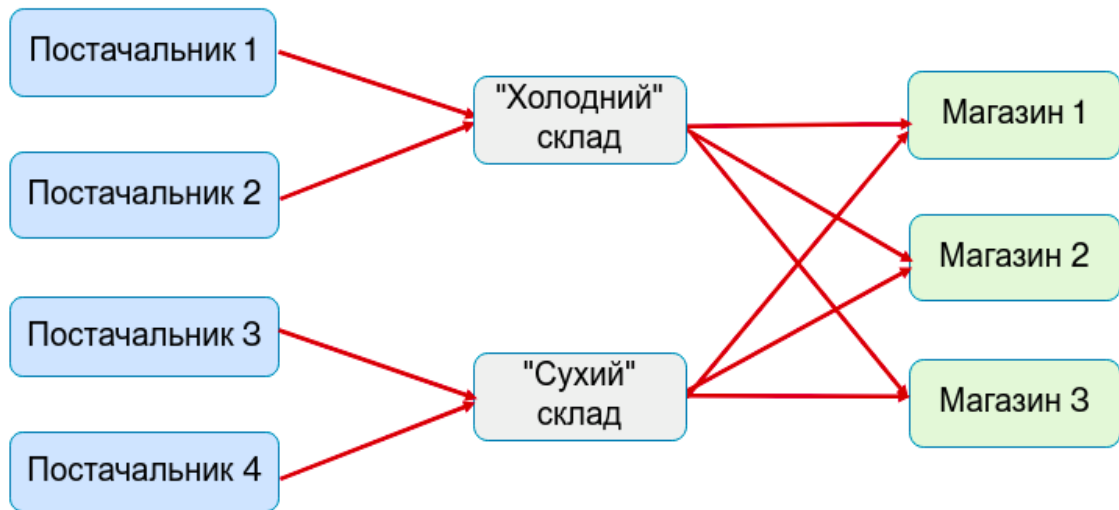 Постачальник 1
Постачальник 2
Постачальник 3
Постачальник 4
"Холодний"
склад
"Сухий"
склад
Магазин 1
Магазин 2
Магазин 3